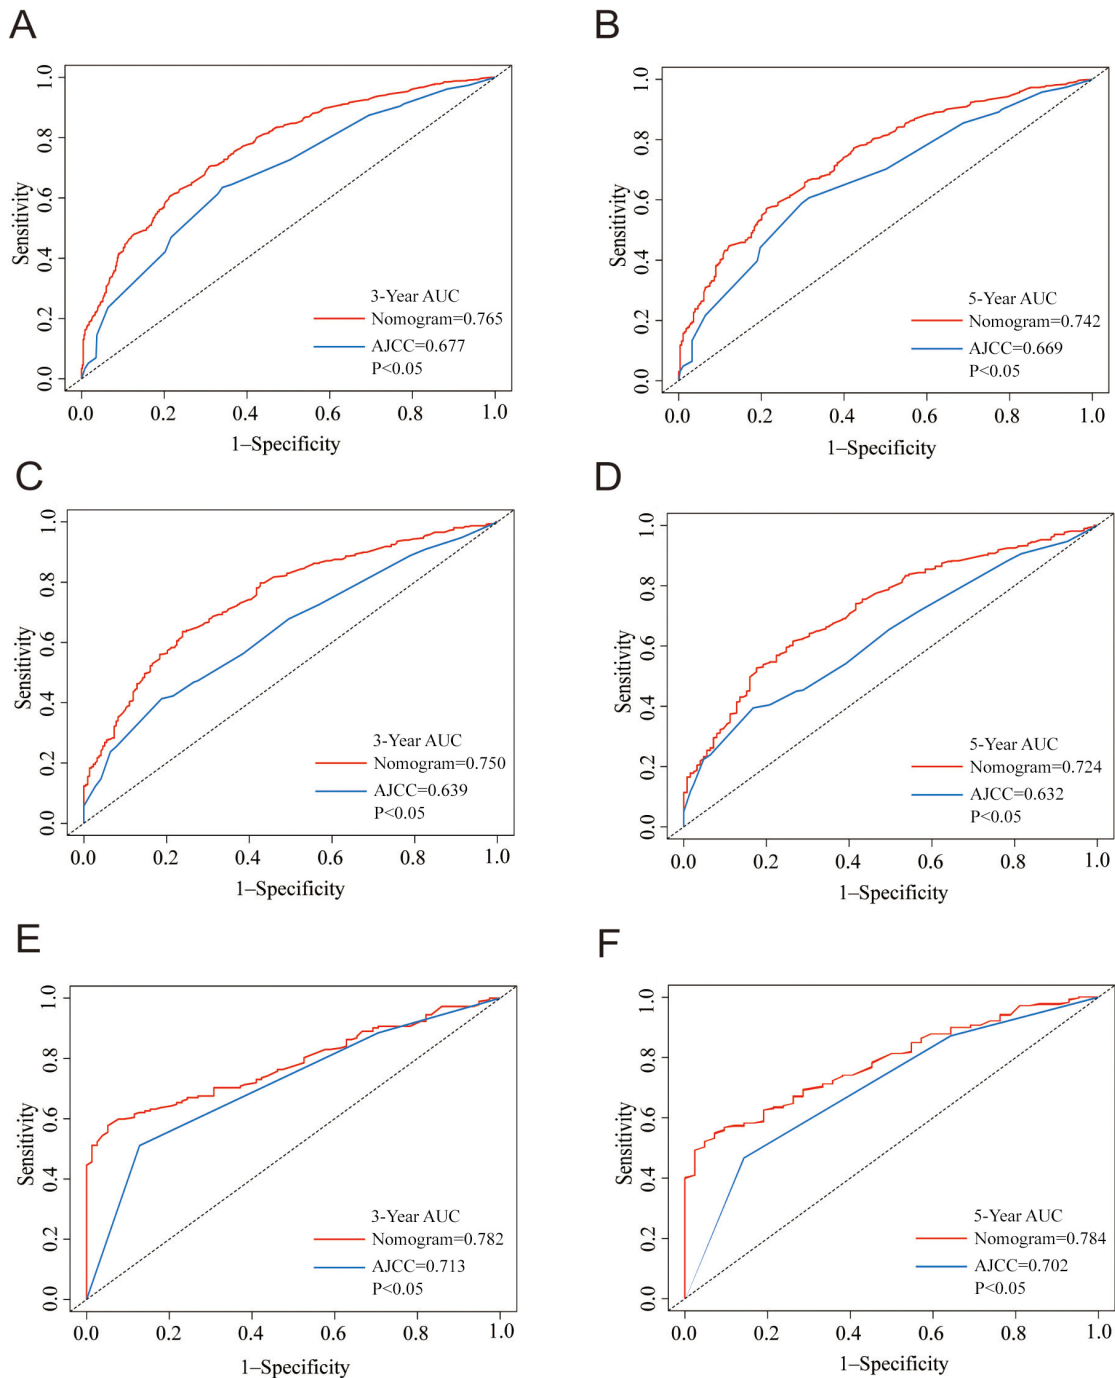 A
1.0
0.8
0.6
0.4
0.2
0.0
Sensitivity
3-Year AUC
Nomogram=0.765
AJCC=0.677
P<0.05
0.0 0.2 0.4 0.6 0.8 1.0
1–Specificity
B
1.0
0.8
0.6
0.4
0.2
0.0
Sensitivity
5-Year AUC
Nomogram=0.742
AJCC=0.669
P<0.05
0.0 0.2 0.4 0.6 0.8 1.0
1–Specificity
C
1.0
0.8
0.6
0.4
0.2
0.0
Sensitivity
3-Year AUC
Nomogram=0.750
AJCC=0.639
P<0.05
0.0 0.2 0.4 0.6 0.8 1.0
1–Specificity
D
1.0
0.8
0.6
0.4
0.2
0.0
Sensitivity
5-Year AUC
Nomogram=0.724
AJCC=0.632
P<0.05
0.0 0.2 0.4 0.6 0.8 1.0
1–Specificity
E
1.0
0.8
0.6
0.4
0.2
0.0
Sensitivity
3-Year AUC
Nomogram=0.782
AJCC=0.713
P<0.05
0.0 0.2 0.4 0.6 0.8 1.0
1–Specificity
F
1.0
0.8
0.6
0.4
0.2
0.0
Sensitivity
5-Year AUC
Nomogram=0.784
AJCC=0.702
P<0.05
0.0 0.2 0.4 0.6 0.8 1.0
1–Specificity